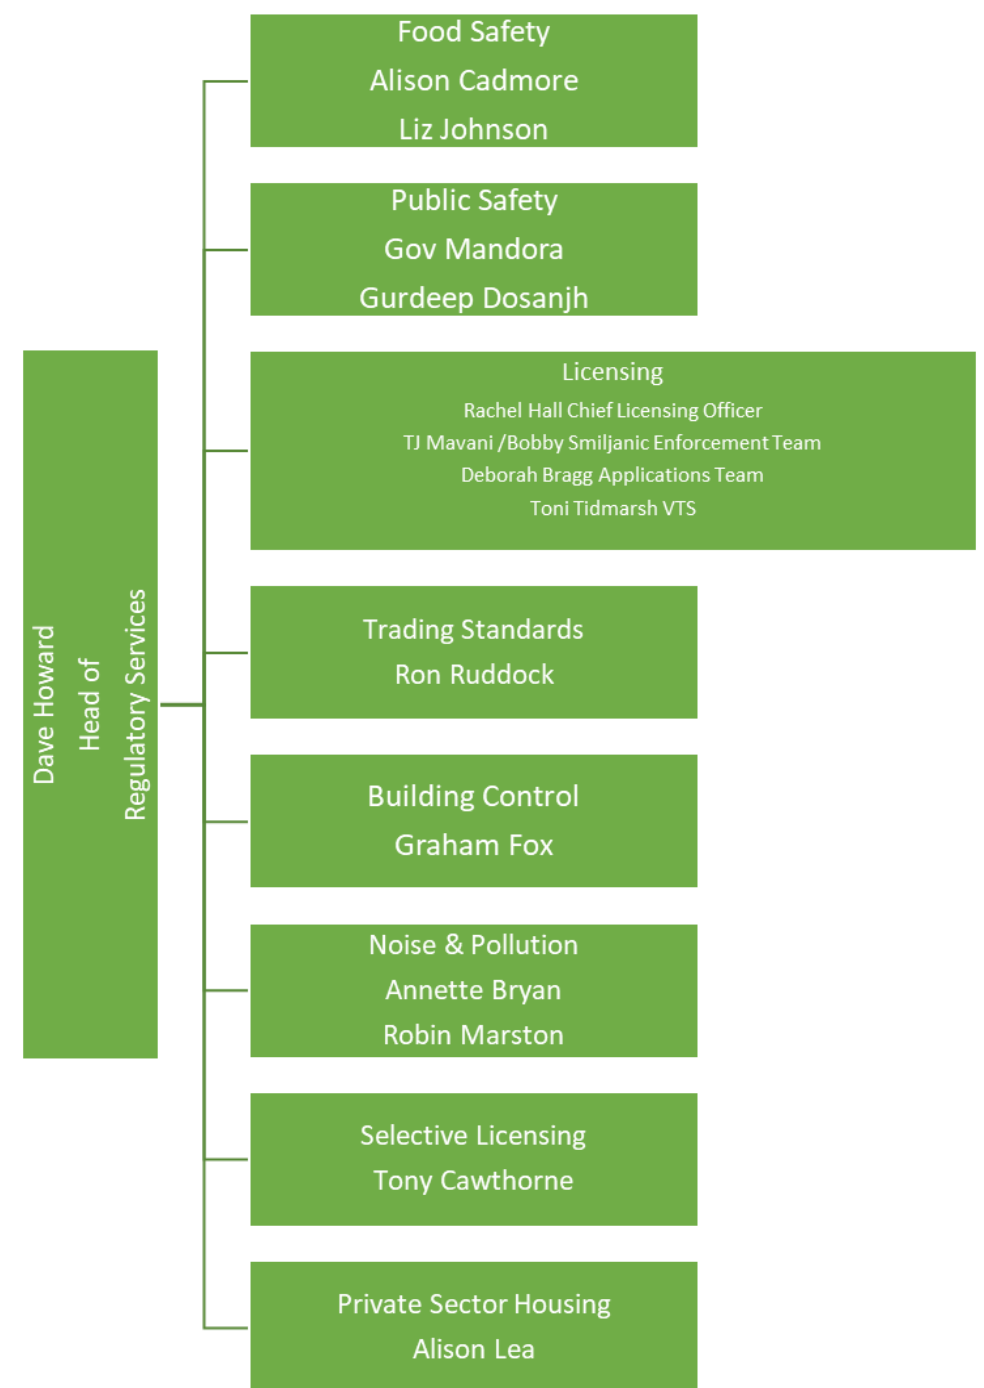 Dave Howard
Head of
Regulatory Services
Food Safety
Alison Cadmore
Liz Johnson
Public Safety
Gov Mandora
Gurdeep Dosanjh
Licensing
Rachel Hall Chief Licensing Officer
TJ Mavani /Bobby Smiljanic Enforcement Team
Deborah Bragg Applications Team
Toni Tidmarsh VTS
Trading Standards
Ron Ruddock
Building Control
Graham Fox
Noise & Pollution
Annette Bryan
Robin Marston
Selective Licensing
Tony Cawthorne
Private Sector Housing
Alison Lea